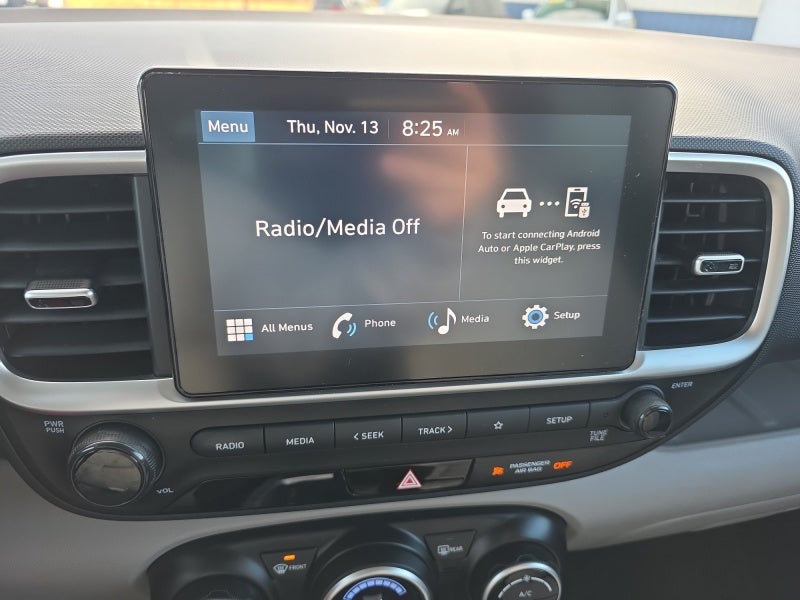 Menu Thu, Nov. 13 8:25 AM
Radio/Media Off
To start connecting Android
Auto or Apple CarPlay, press
this widget.
All Menus Phone Media Setup
PWR
PUSH
VOL
RADIO MEDIA < SEEK TRACK > SETUP
TUNE
FILE
ENTER
PASSENGER
AIR BAG OFF
FRONT
REAR
A/C